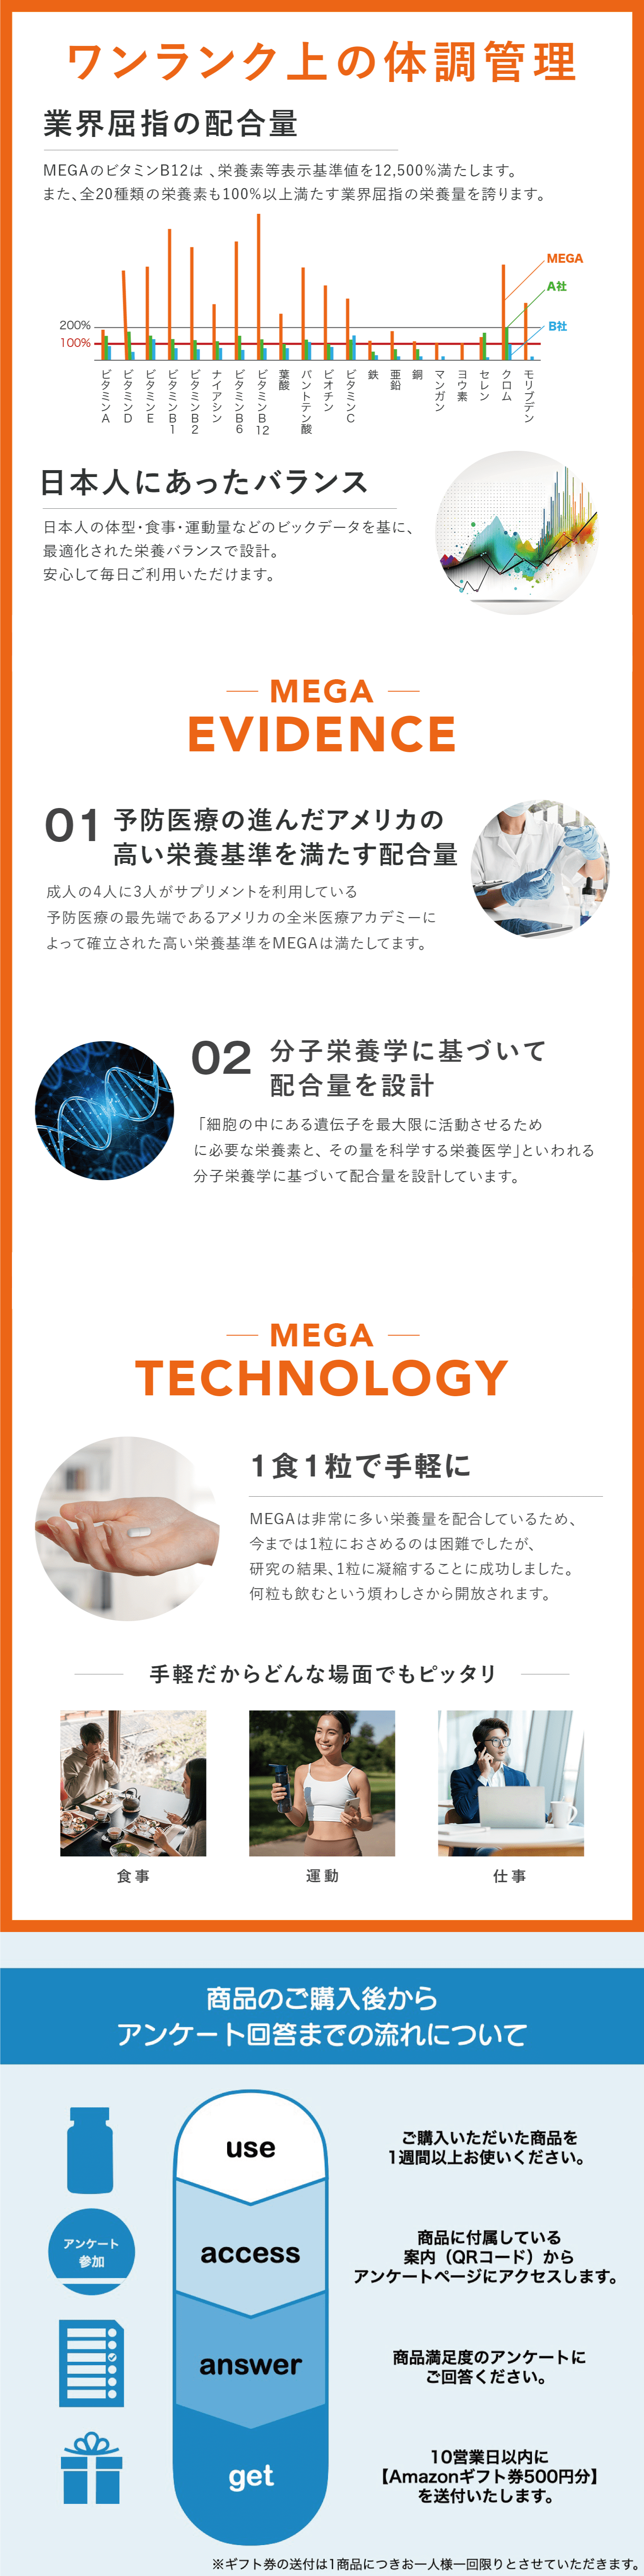 ワンランク上の体調管理
業界屈指の配合量
MEGAのビタミンB12は、栄養素等表示基準値を12,500%満たします。
また、全20種類の栄養素も100%以上満たす業界屈指の栄養量を誇ります。
MEGA
A社
B社
200%
100%
ビタミンA
ビタミンD
ビタミンE
ビタミンB1
ビタミンB2
ナイアシン
ビタミンB6
ビタミンB12
葉酸
パントテン酸
ビオチン
ビタミンC
鉄
亜鉛
銅
マンガン
ヨウ素
セレン
クロム
モリブデン
日本人にあったバランス
日本人の体型・食事・運動量などのビックデータを基に、
最適化された栄養バランスで設計。
安心して毎日ご利用いただけます。
MEGA
EVIDENCE
01 予防医療の進んだアメリカの
高い栄養基準を満たす配合量
成人の4人に3人がサプリメントを利用している
予防医療の最先端であるアメリカの全米医療アカデミーに
よって確立された高い栄養基準をMEGAは満たしてます。
02 分子栄養学に基づいて
配合量を設計
「細胞の中にある遺伝子を最大限に活動させるため
に必要な栄養素と、その量を科学する栄養医学」といわれる
分子栄養学に基づいて配合量を設計しています。
MEGA
TECHNOLOGY
1食1粒で手軽に
MEGAは非常に多い栄養量を配合しているため、
今までは1粒におさめるのは困難でしたが、
研究の結果、1粒に凝縮することに成功しました。
何粒も飲むという煩わしさから開放されます。
手軽だからどんな場面でもピッタリ
食事
運動
仕事
商品のご購入後から
アンケート回答までの流れについて
use
ご購入いただいた商品を
1週間以上お使いください。
アンケート
参加
access
商品に付属している
案内（QRコード）から
アンケートページにアクセスします。
answer
商品満足度のアンケートに
ご回答ください。
get
10営業日以内に
【Amazonギフト券500円分】
を送付いたします。
※ギフト券の送付は1商品につきお一人様一回限りとさせていただきます。